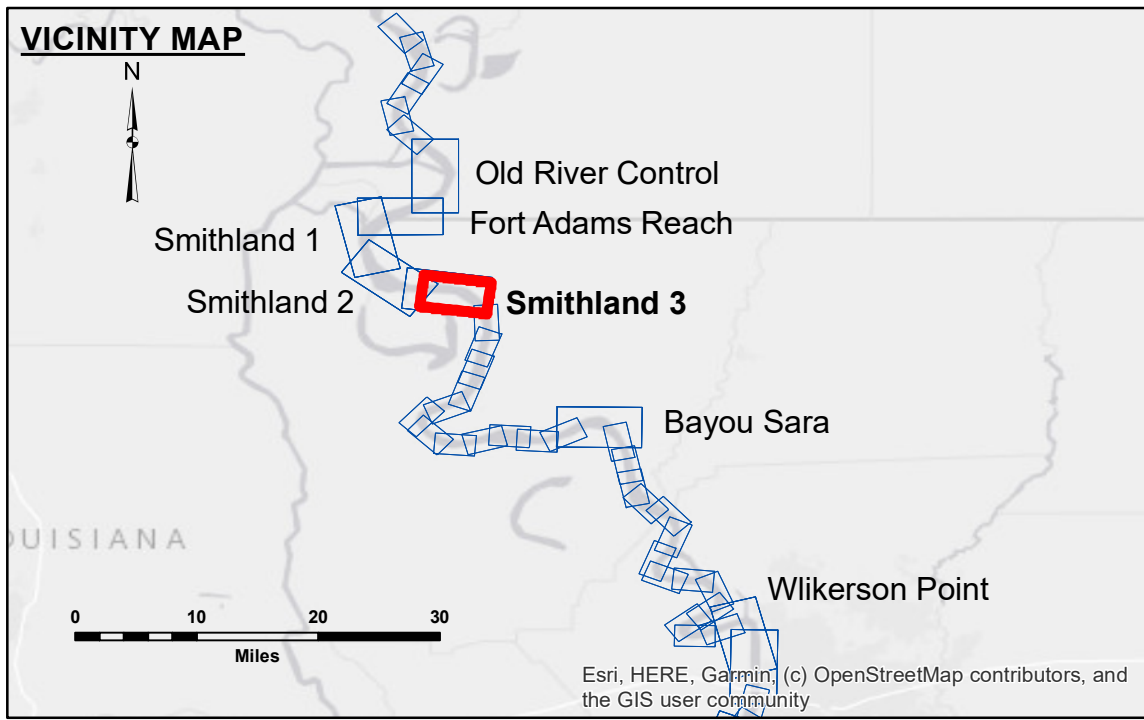 VICINITY MAP
N
Old River Control
Fort Adams Reach
Smithland 1
Smithland 2
Smithland 3
Bayou Sara
OUISIANA
Wlikerson Point
0 10 20 30
Miles
Esri, HERE, Garmin, (c) OpenStreetMap contributors, and
the GIS user community